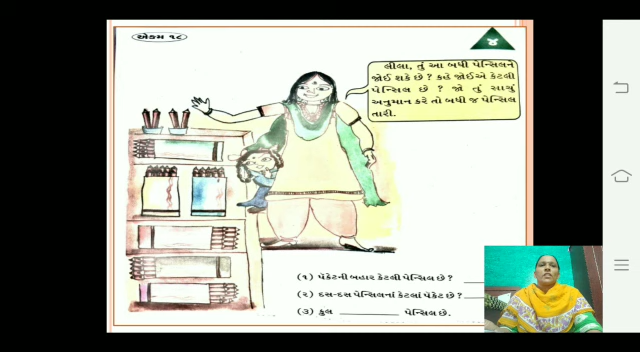 એકમ ૧૮
૪
લીલા, તું આ બધી પેન્સિલને
જોઈ શકે છે ? કહે જોઈએ કેટલી
પેન્સિલ છે ? જો તું સાચું
અનુમાન કરે તો બધી જ પેન્સિલ
તારી.
(૧) પેકેટની બહાર કેટલી પેન્સિલ છે ?
(૨) દસ-દસ પેન્સિલનાં કેટલાં પેકેટ છે ?
(૩) કુલ ________ પેન્સિલ છે.